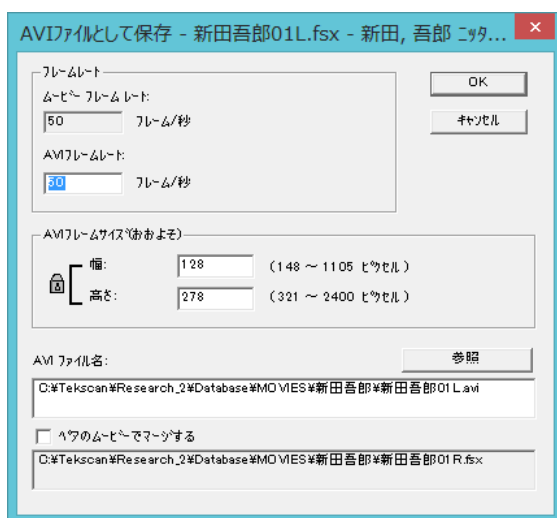 AVIファイルとして保存 - 新田吾郎01L.fsx - 新田, 吾郎 ニッタ...
フレームレート
ムービー フレーム レート:
50 フレーム/秒
AVIフレームレート:
50 フレーム/秒
OK
キャンセル
AVIフレームサイズ(おおよそ)
幅: 128 (148 ～ 1105 ピクセル)
高さ: 278 (321 ～ 2400 ピクセル)
AVI ファイル名:
参照
C:¥Tekscan¥Research_2¥Database¥MOVIES¥新田吾郎¥新田吾郎01L.avi
ペアのムービーでマージする
C:¥Tekscan¥Research_2¥Database¥MOVIES¥新田吾郎¥新田吾郎01R.fsx